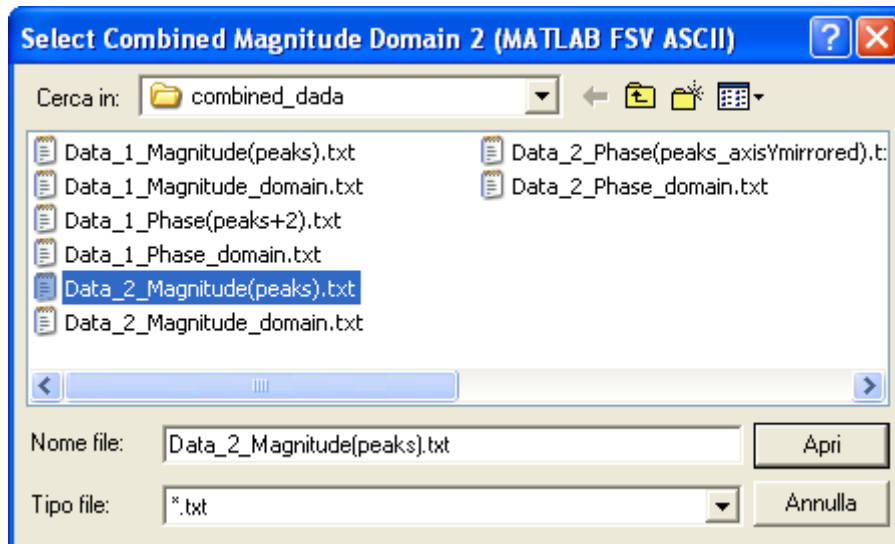 Select Combined Magnitude Domain 2 (MATLAB FSV ASCII)
Cerca in: combined_dada
Data_1_Magnitude(peaks).txt
Data_1_Magnitude_domain.txt
Data_1_Phase(peaks+2).txt
Data_1_Phase_domain.txt
Data_2_Magnitude(peaks).txt
Data_2_Magnitude_domain.txt
Data_2_Phase(peaks_axisYmirrored).t
Data_2_Phase_domain.txt
Nome file: Data_2_Magnitude(peaks).txt
Apri
Tipo file: *.txt
Annulla